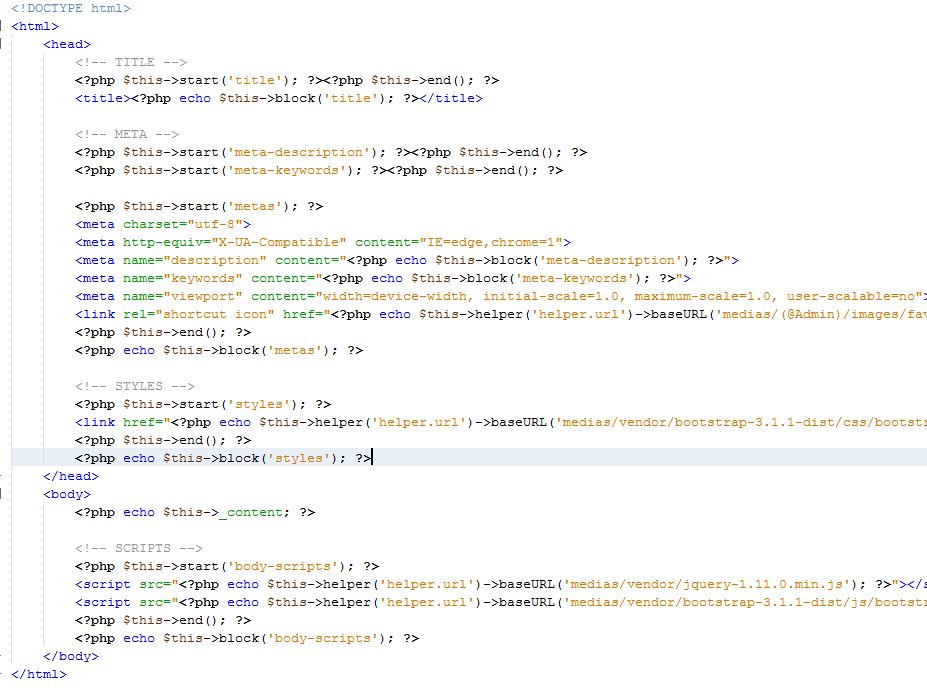 <!DOCTYPE html>
<html>
<head>
<!-- TITLE -->
<?php $this->start('title'); ?><?php $this->end(); ?>
<title><?php echo $this->block('title'); ?></title>
<!-- META -->
<?php $this->start('meta-description'); ?><?php $this->end(); ?>
<?php $this->start('meta-keywords'); ?><?php $this->end(); ?>
<?php $this->start('metas'); ?>
<meta charset="utf-8">
<meta http-equiv="X-UA-Compatible" content="IE=edge,chrome=1">
<meta name="description" content="<?php echo $this->block('meta-description'); ?>">
<meta name="keywords" content="<?php echo $this->block('meta-keywords'); ?>">
<meta name="viewport" content="width=device-width, initial-scale=1.0, maximum-scale=1.0, user-scalable=no">
<link rel="shortcut icon" href="<?php echo $this->helper('helper.url')->baseURL('medias/(@Admin)/images/fav
<?php $this->end(); ?>
<?php echo $this->block('metas'); ?>
<!-- STYLES -->
<?php $this->start('styles'); ?>
<link href="<?php echo $this->helper('helper.url')->baseURL('medias/vendor/bootstrap-3.1.1-dist/css/bootstr
<?php $this->end(); ?>
<?php echo $this->block('styles'); ?>
</head>
<body>
<?php echo $this->_content; ?>
<!-- SCRIPTS -->
<?php $this->start('body-scripts'); ?>
<script src="<?php echo $this->helper('helper.url')->baseURL('medias/vendor/jquery-1.11.0.min.js'); ?>"></s
<script src="<?php echo $this->helper('helper.url')->baseURL('medias/vendor/bootstrap-3.1.1-dist/js/bootstr
<?php $this->end(); ?>
<?php echo $this->block('body-scripts'); ?>
</body>
</html>